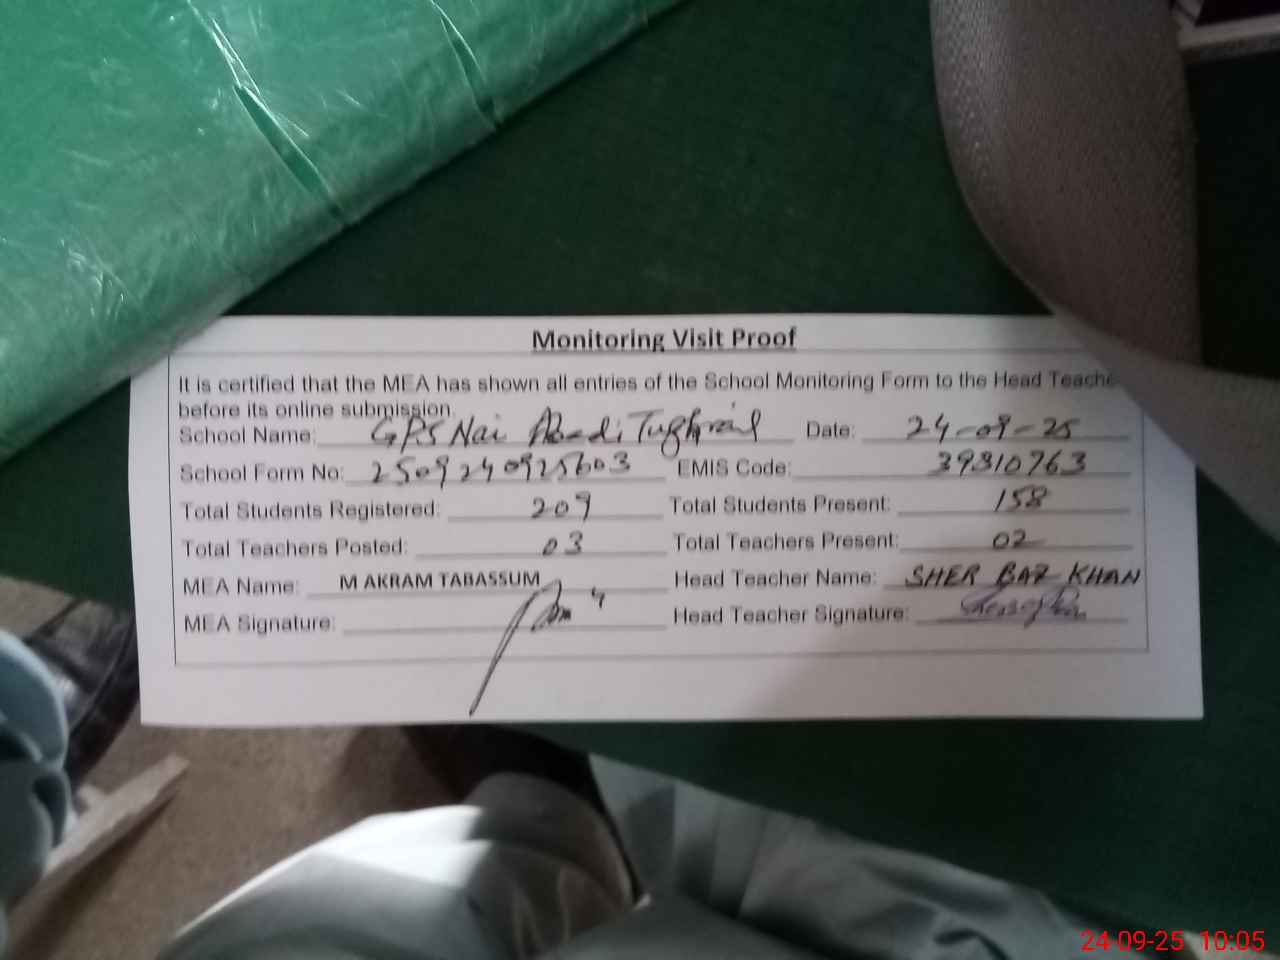 Monitoring Visit Proof
It is certified that the MEA has shown all entries of the School Monitoring Form to the Head Teache
before its online submission.
School Name: GPS Nai Abadi Tughral Date: 24-09-25
School Form No: 2509240925603 EMIS Code: 39310763
Total Students Registered: 209 Total Students Present: 158
Total Teachers Posted: 03 Total Teachers Present: 02
MEA Name: M AKRAM TABASSUM Head Teacher Name: SHER BAZ KHAN
MEA Signature: Head Teacher Signature:
24-09-25 10:05